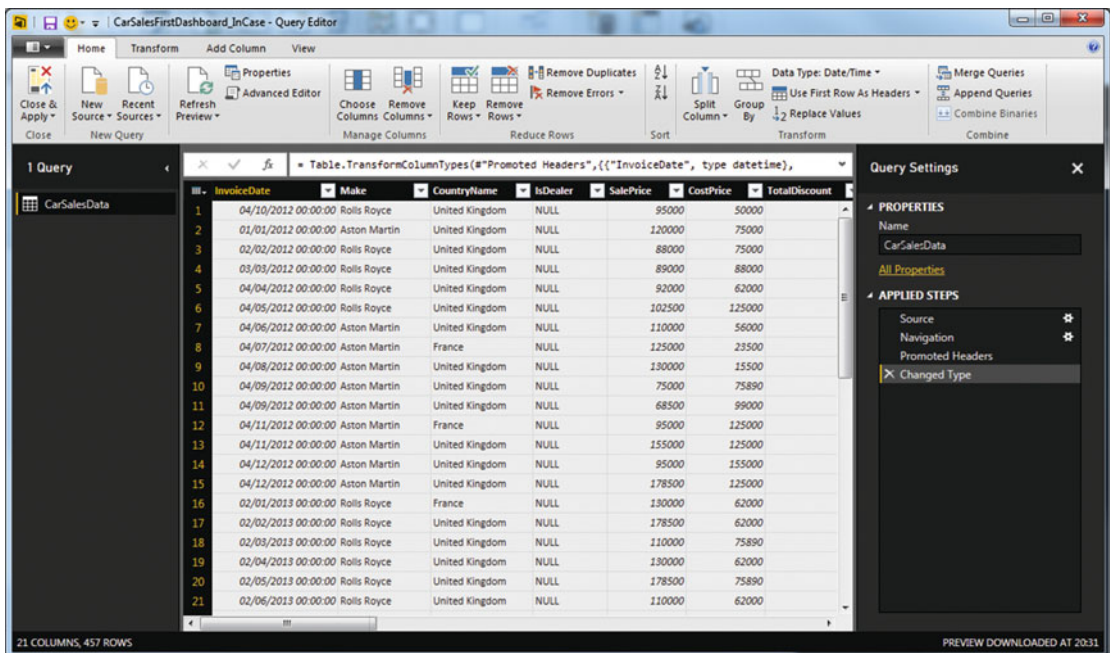 CarSalesFirstDashboard_InCase - Query Editor
Home Transform Add Column View
Close & Apply
New Source
Recent Sources
Refresh Preview
Properties
Advanced Editor
Choose Columns
Remove Columns
Keep Rows
Remove Rows
Remove Duplicates
Remove Errors
Split Column
Group By
Data Type: Date/Time
Use First Row As Headers
Replace Values
Merge Queries
Append Queries
Combine Binaries
Close New Query Manage Columns Reduce Rows Sort Transform Combine
1 Query
CarSalesData
fx = Table.TransformColumnTypes(#"Promoted Headers",{{"InvoiceDate", type datetime},
InvoiceDate Make CountryName IsDealer SalePrice CostPrice TotalDiscount
1 04/10/2012 00:00:00 Rolls Royce United Kingdom NULL 95000 50000
2 01/01/2012 00:00:00 Aston Martin United Kingdom NULL 120000 75000
3 02/02/2012 00:00:00 Rolls Royce United Kingdom NULL 88000 75000
4 03/03/2012 00:00:00 Rolls Royce United Kingdom NULL 89000 88000
5 04/04/2012 00:00:00 Rolls Royce United Kingdom NULL 92000 62000
6 04/05/2012 00:00:00 Rolls Royce United Kingdom NULL 102500 125000
7 04/06/2012 00:00:00 Aston Martin United Kingdom NULL 110000 56000
8 04/07/2012 00:00:00 Aston Martin France NULL 125000 23500
9 04/08/2012 00:00:00 Aston Martin United Kingdom NULL 130000 15500
10 04/09/2012 00:00:00 Aston Martin United Kingdom NULL 75000 75890
11 04/09/2012 00:00:00 Aston Martin United Kingdom NULL 68500 99000
12 04/11/2012 00:00:00 Aston Martin France NULL 95000 125000
13 04/11/2012 00:00:00 Aston Martin United Kingdom NULL 155000 125000
14 04/12/2012 00:00:00 Aston Martin United Kingdom NULL 95000 155000
15 04/12/2012 00:00:00 Aston Martin United Kingdom NULL 178500 125000
16 02/01/2013 00:00:00 Rolls Royce France NULL 130000 62000
17 02/02/2013 00:00:00 Rolls Royce United Kingdom NULL 178500 62000
18 02/03/2013 00:00:00 Rolls Royce United Kingdom NULL 110000 75890
19 02/04/2013 00:00:00 Rolls Royce United Kingdom NULL 130000 62000
20 02/05/2013 00:00:00 Rolls Royce United Kingdom NULL 178500 75890
21 02/06/2013 00:00:00 Rolls Royce United Kingdom NULL 110000 62000
Query Settings
PROPERTIES
Name
CarSalesData
All Properties
APPLIED STEPS
Source
Navigation
Promoted Headers
Changed Type
21 COLUMNS, 457 ROWS
PREVIEW DOWNLOADED AT 20:31